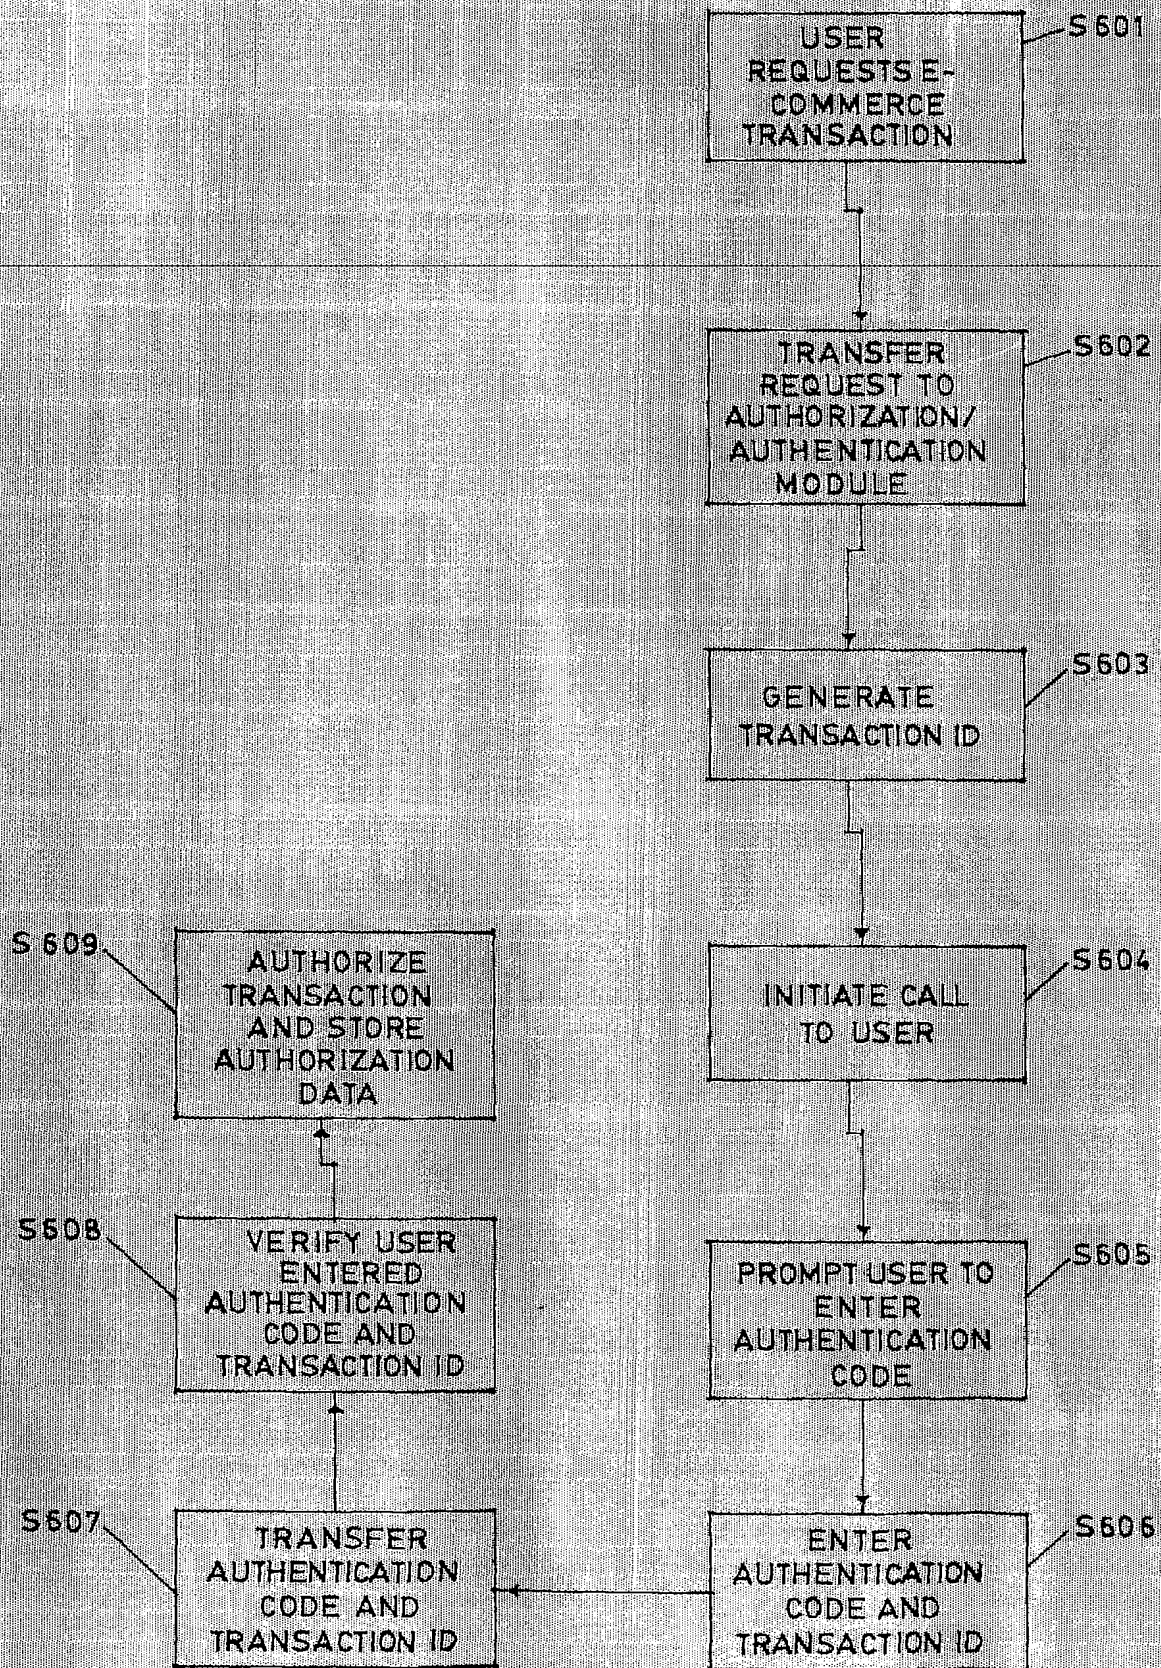 S601
USER
REQUESTS E-
COMMERCE
TRANSACTION
S602
TRANSFER
REQUEST TO
AUTHORIZATION/
AUTHENTICATION
MODULE
S603
GENERATE
TRANSACTION ID
S604
INITIATE CALL
TO USER
S605
PROMPT USER TO
ENTER
AUTHENTICATION
CODE
S606
ENTER
AUTHENTICATION
CODE AND
TRANSACTION ID
S607
TRANSFER
AUTHENTICATION
CODE AND
TRANSACTION ID
S608
VERIFY USER
ENTERED
AUTHENTICATION
CODE AND
TRANSACTION ID
S609
AUTHORIZE
TRANSACTION
AND STORE
AUTHORIZATION
DATA